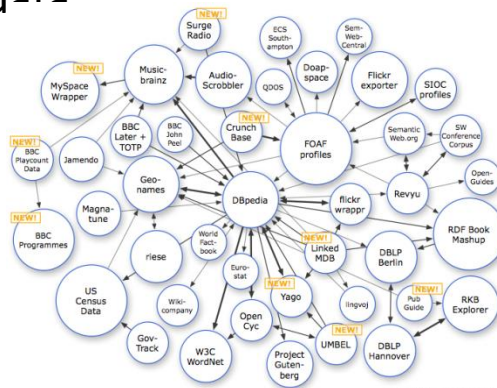 NEW!
Surge
Radio
ECS
South-
ampton
Sem-
Web-
Central
NEW!
MySpace
Wrapper
Music-
brainz
Audio-
Scrobbler
QDOS
Doap-
space
Flickr
exporter
SIOC
profiles
NEW!
BBC
Playcount
Data
Jamendo
BBC
Later +
TOTP
BBC
John
Peel
NEW!
Crunch
Base
FOAF
profiles
Semantic
Web.org
SW
Conference
Corpus
Open-
Guides
Geo-
names
DBpedia
flickr
wrappr
Revyu
NEW!
BBC
Programmes
Magna-
tune
RDF Book
Mashup
riese
World
Fact-
book
Euro-
stat
NEW!
Linked
MDB
DBLP
Berlin
US
Census
Data
Wiki-
company
NEW!
Yago
lingvoj
NEW!
Pub
Guide
RKB
Explorer
Gov-
Track
W3C
WordNet
Open
Cyc
Project
Guten-
berg
NEW!
UMBEL
DBLP
Hannover